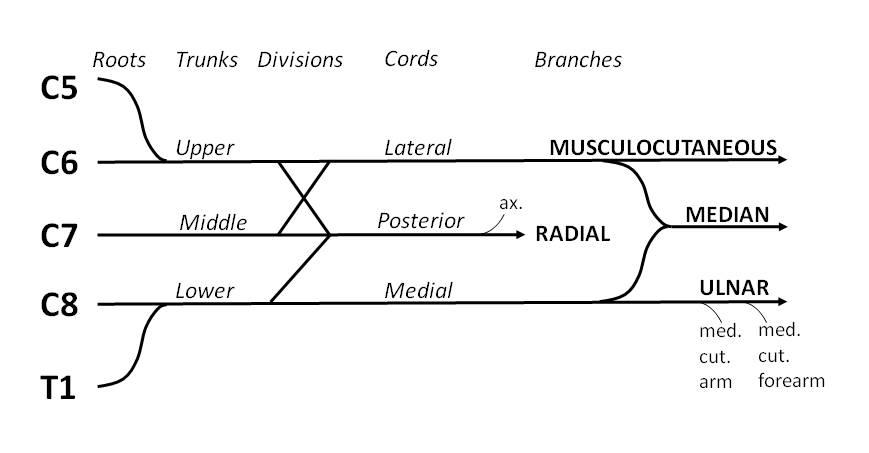 Roots Trunks Divisions Cords Branches
C5
C6 Upper Lateral MUSCULOCUTANEOUS
ax.
C7 Middle Posterior RADIAL MEDIAN
C8 Lower Medial ULNAR
med. med.
cut. cut.
arm forearm
T1